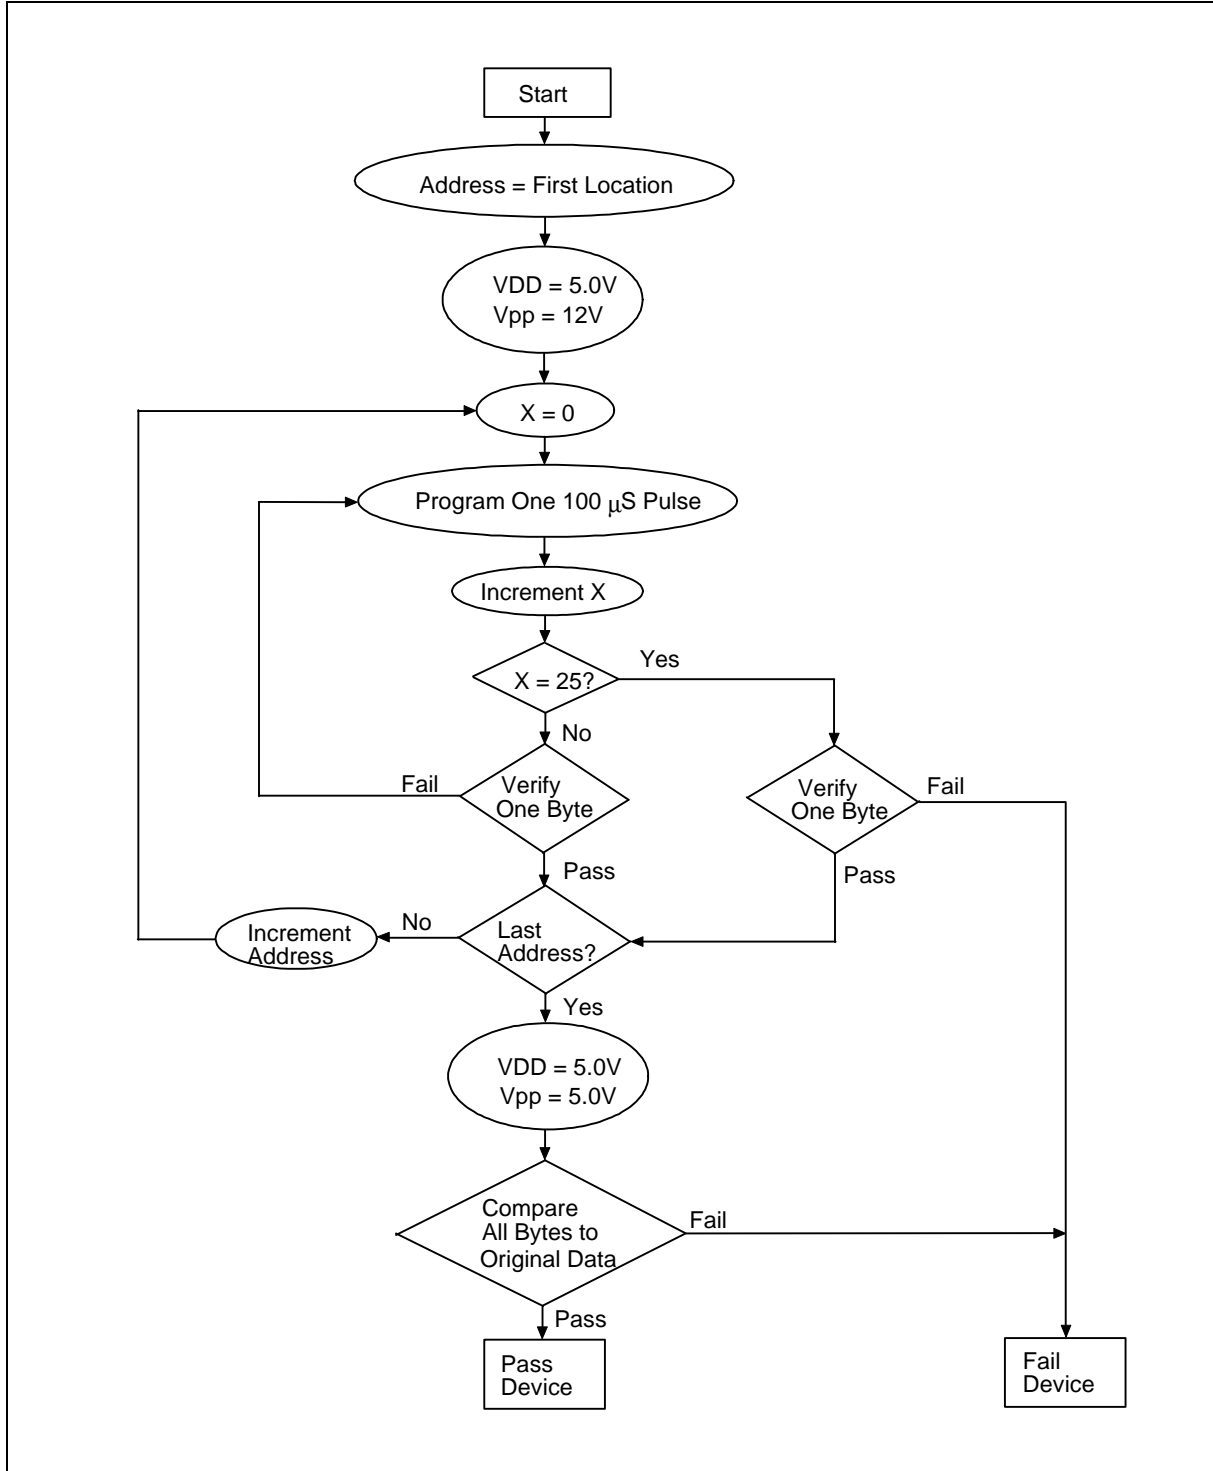 Start
Address = First Location
VDD = 5.0V
Vpp = 12V
X = 0
Program One 100 μS Pulse
Increment X
X = 25?
Yes
No
Verify
One Byte
Fail
Verify
One Byte
Fail
Pass
Pass
Last
Address?
No
Increment
Address
Yes
VDD = 5.0V
Vpp = 5.0V
Compare
All Bytes to
Original Data
Fail
Pass
Pass
Device
Fail
Device